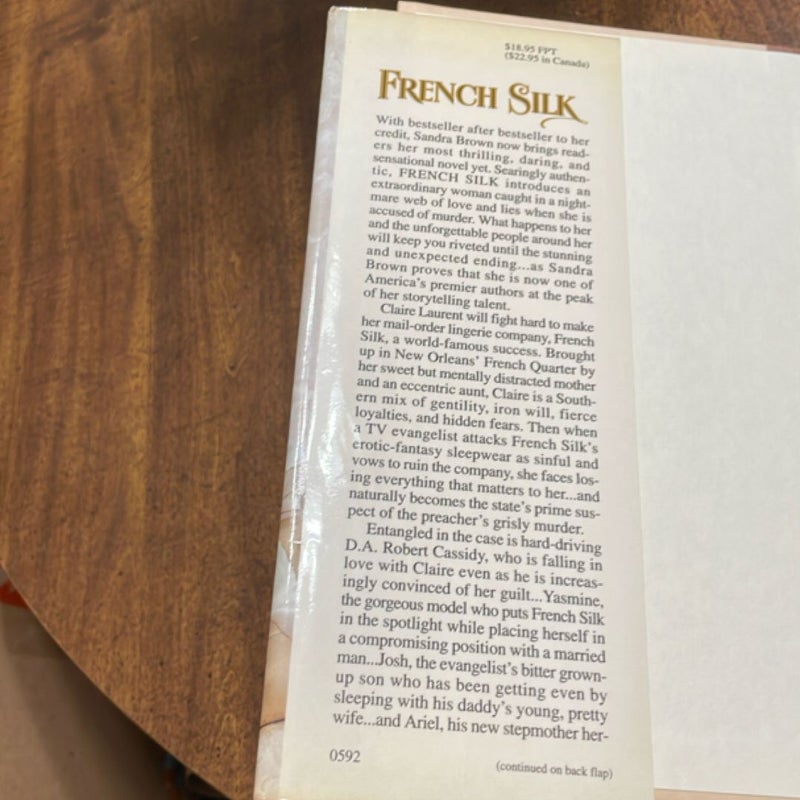 $18.95 FPT
($22.95 in Canada)
FRENCH SILK
With bestseller after bestseller to her
credit, Sandra Brown now brings read-
ers her most thrilling, daring, and
sensational novel yet. Searingly authen-
tic, FRENCH SILK introduces an
extraordinary woman caught in a night-
mare web of love and lies when she is
accused of murder. What happens to her
and the unforgettable people around her
will keep you riveted until the stunning
and unexpected ending...as Sandra
Brown proves that she is now one of
America's premier authors at the peak
of her storytelling talent.
Claire Laurent will fight hard to make
her mail-order lingerie company, French
Silk, a world-famous success. Brought
up in New Orleans' French Quarter by
her sweet but mentally distracted mother
and an eccentric aunt, Claire is a South-
ern mix of gentility, iron will, fierce
loyalties, and hidden fears. Then when
a TV evangelist attacks French Silk's
erotic-fantasy sleepwear as sinful and
vows to ruin the company, she faces los-
ing everything that matters to her...and
naturally becomes the state's prime sus-
pect of the preacher's grisly murder.
Entangled in the case is hard-driving
D.A. Robert Cassidy, who is falling in
love with Claire even as he is increas-
ingly convinced of her guilt...Yasmine,
the gorgeous model who puts French Silk
in the spotlight while placing herself in
a compromising position with a married
man...Josh, the evangelist's bitter grown-
up son who has been getting even by
sleeping with his daddy's young, pretty
wife...and Ariel, his new stepmother her-
0592
(continued on back flap)